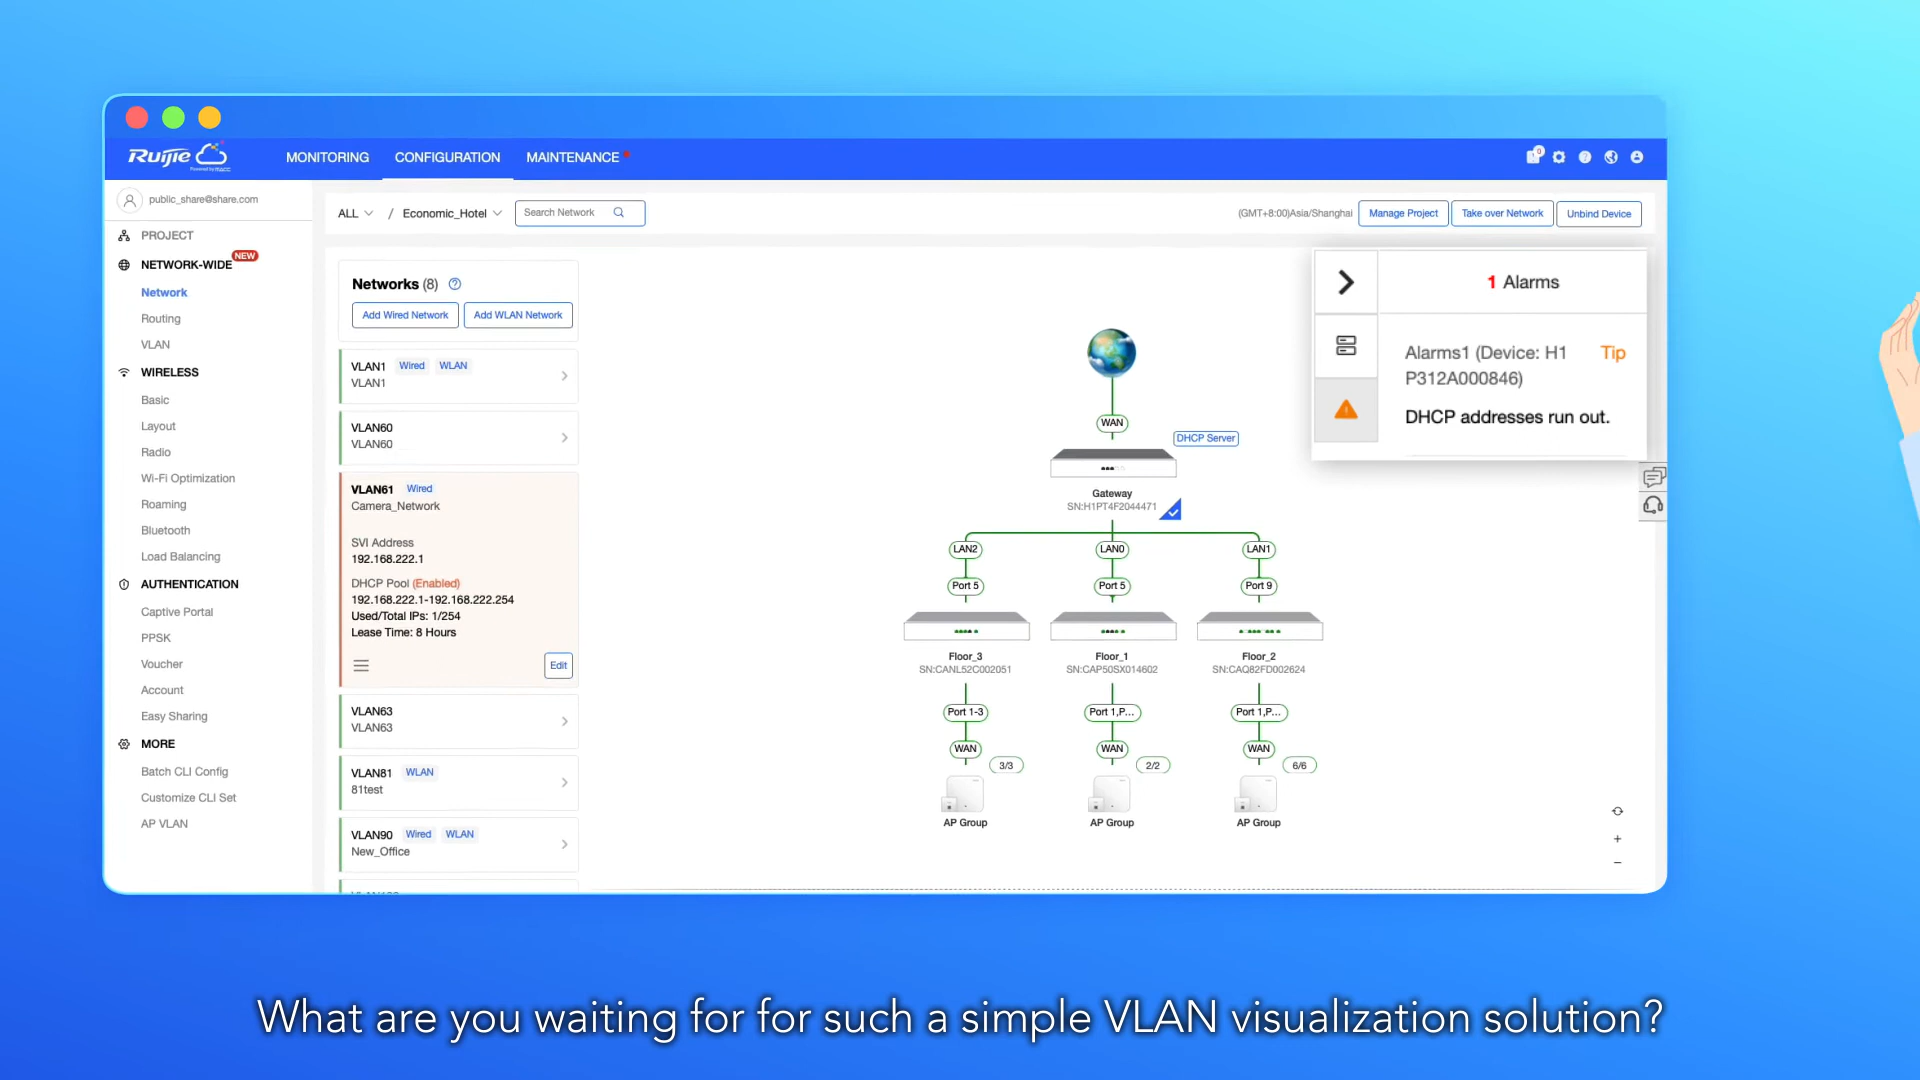 Ruijie
MONITORING CONFIGURATION MAINTENANCE
0
public_share@share.com
PROJECT
NETWORK-WIDE NEW
Network
Routing
VLAN
WIRELESS
Basic
Layout
Radio
Wi-Fi Optimization
Roaming
Bluetooth
Load Balancing
AUTHENTICATION
Captive Portal
PPSK
Voucher
Account
Easy Sharing
MORE
Batch CLI Config
Customize CLI Set
AP VLAN
ALL / Economic_Hotel Search Network
(GMT+8:00)Asia/Shanghai Manage Project Take over Network Unbind Device
Networks (8)
Add Wired Network Add WLAN Network
VLAN1 Wired WLAN
VLAN1
VLAN60
VLAN60
VLAN61 Wired
Camera_Network
SVI Address
192.168.222.1
DHCP Pool (Enabled)
192.168.222.1-192.168.222.254
Used/Total IPs: 1/254
Lease Time: 8 Hours
Edit
VLAN63
VLAN63
VLAN81 WLAN
81test
VLAN90 Wired WLAN
New_Office
WAN
DHCP Server
Gateway
SN:H1PT4F2044471
LAN2 LAN0 LAN1
Port 5 Port 5 Port 9
Floor_3 Floor_1 Floor_2
SN:CANL52C002051 SN:CAP50SX014602 SN:CAQ82FD002624
Port 1-3 Port 1,P... Port 1,P...
WAN WAN WAN
3/3 2/2 6/6
AP Group AP Group AP Group
1 Alarms
Alarms1 (Device: H1 Tip
P312A000846)
DHCP addresses run out.
What are you waiting for for such a simple VLAN visualization solution?